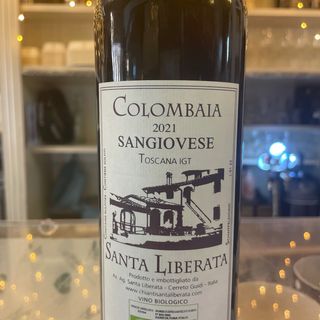 COLOMBAIA
2021
SANGIOVESE
TOSCANA IGT
SANTA LIBERATA
Prodotto e imbottigliato da
Az. Ag. Santa Liberata - Cerreto Guidi - Italia
www.chiantisantaliberata.com
VINO BIOLOGICO